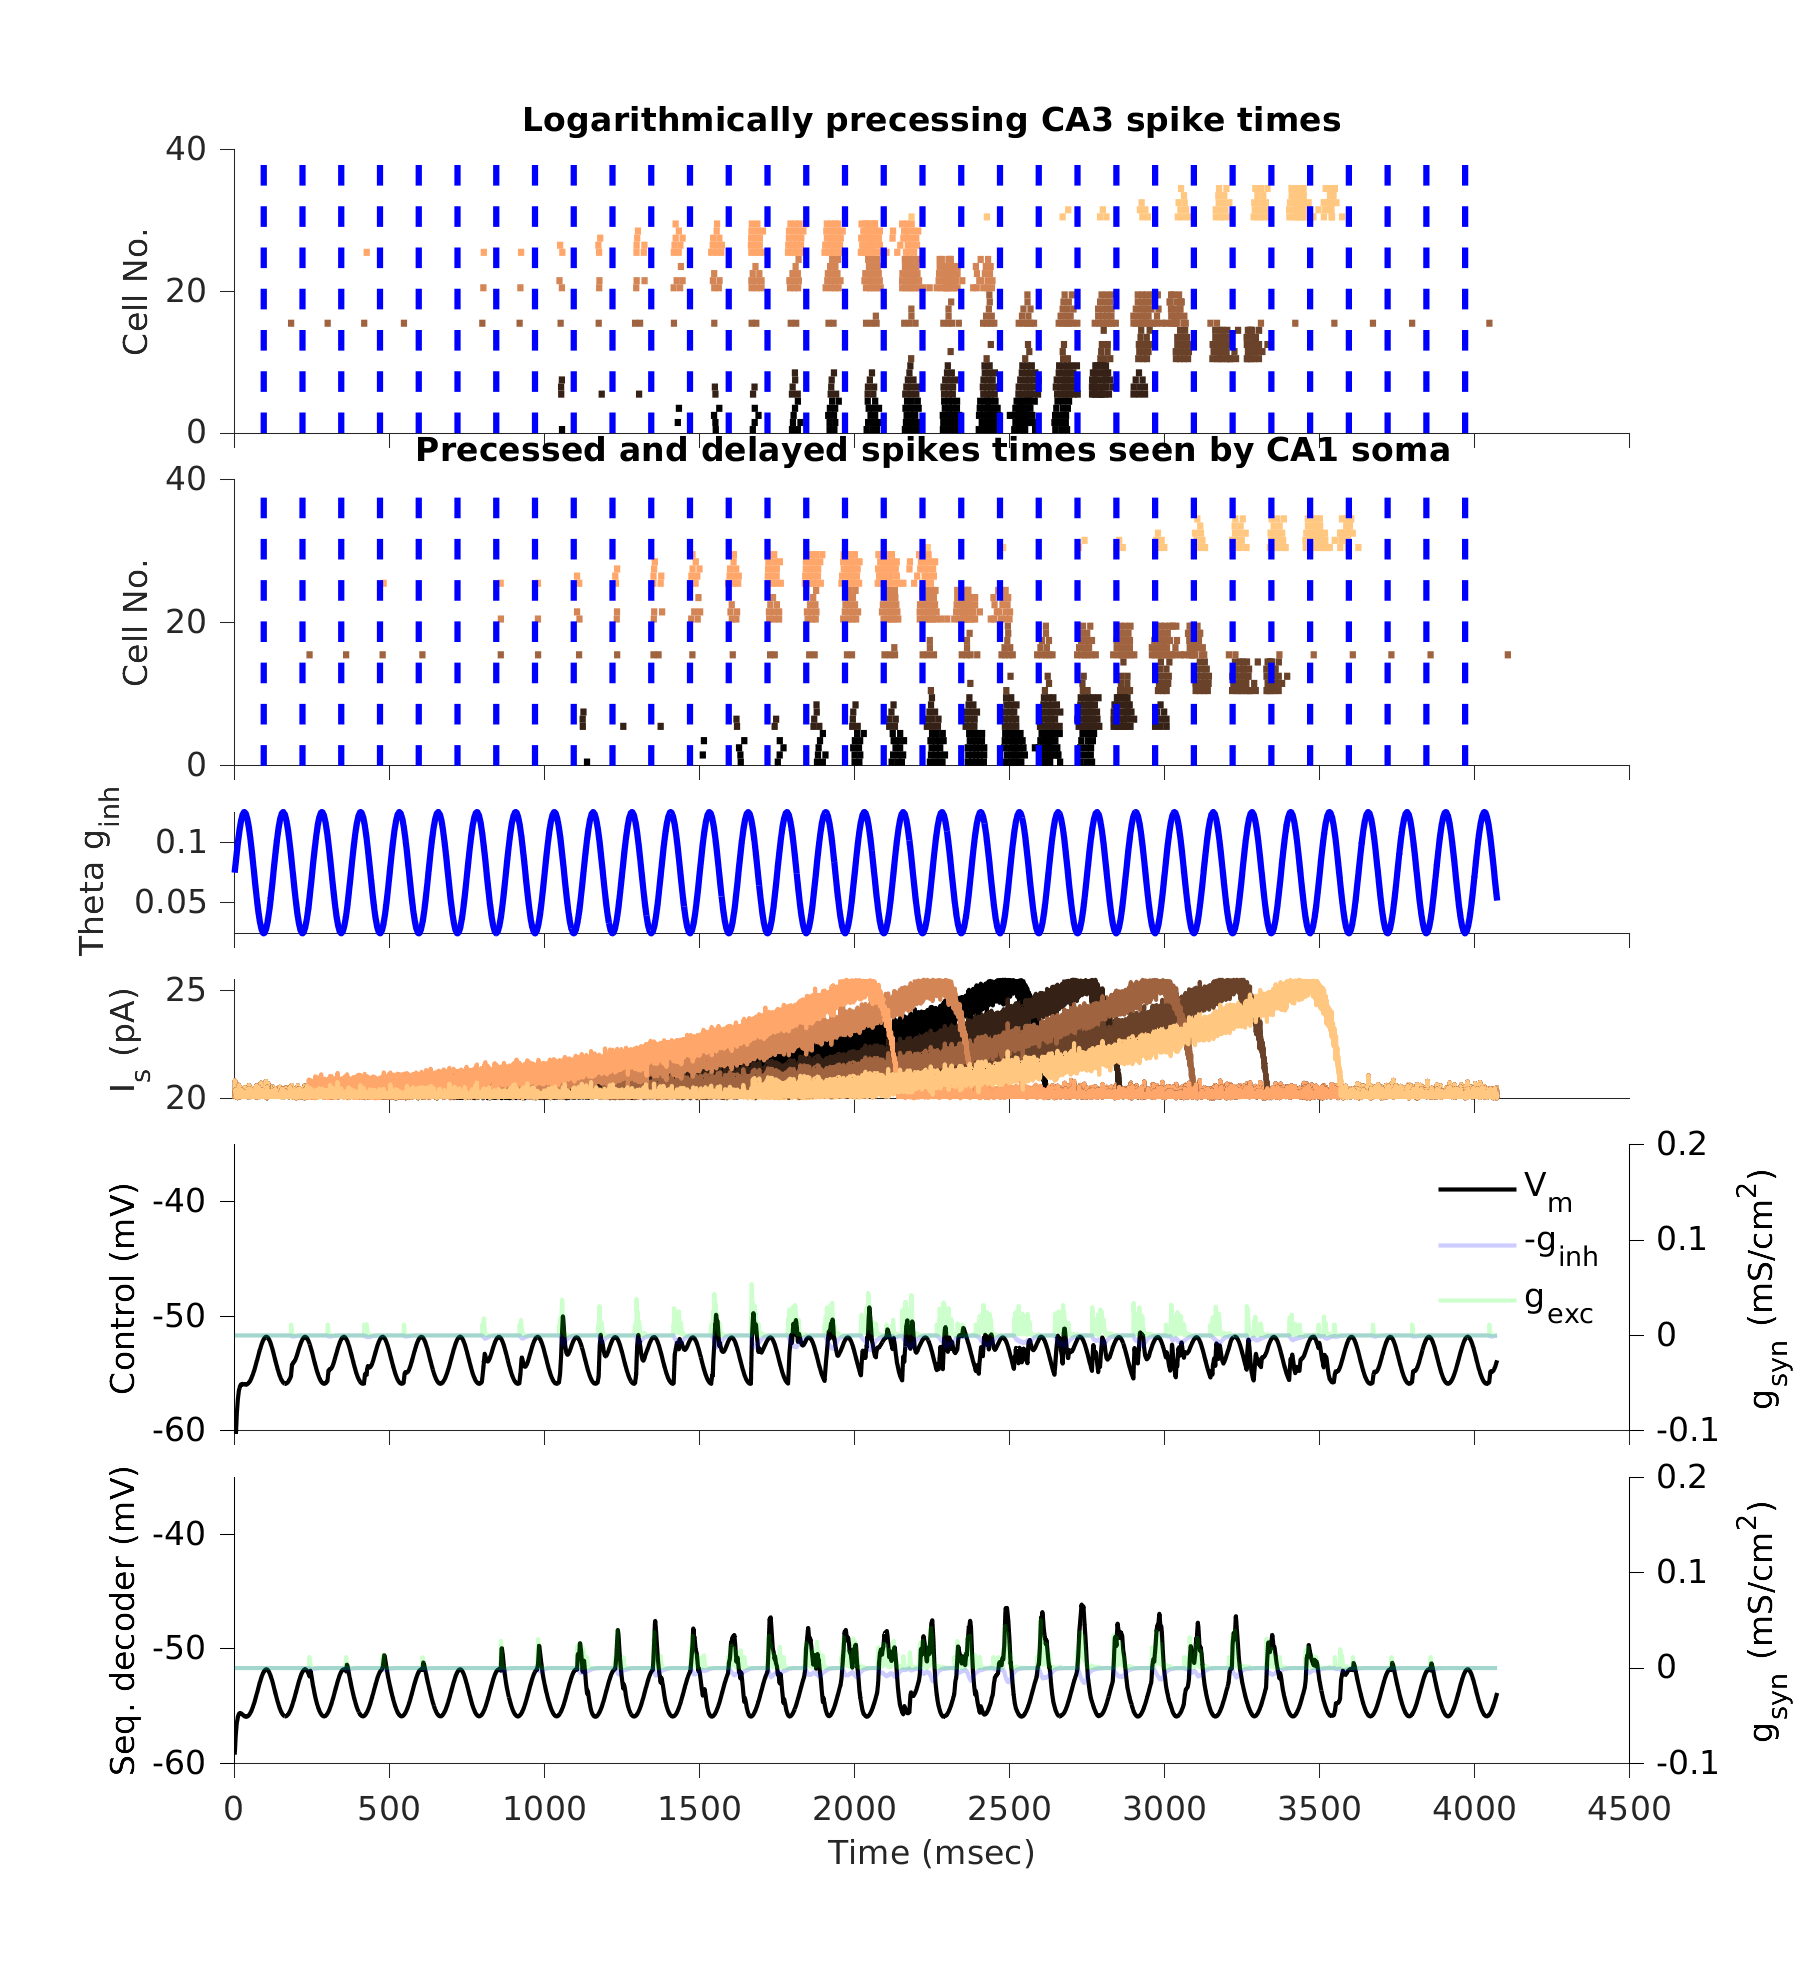 Logarithmically precessing CA3 spike times
40
20
0
Cell No.
Precessed and delayed spikes times seen by CA1 soma
40
20
0
Cell No.
0.1
0.05
Theta g_inh
25
20
I_s (pA)
-40
-50
-60
Control (mV)
V_m
-g_inh
g_exc
0.2
0.1
0
-0.1
g_syn (mS/cm^2)
-40
-50
-60
Seq. decoder (mV)
0.2
0.1
0
-0.1
g_syn (mS/cm^2)
0 500 1000 1500 2000 2500 3000 3500 4000 4500
Time (msec)